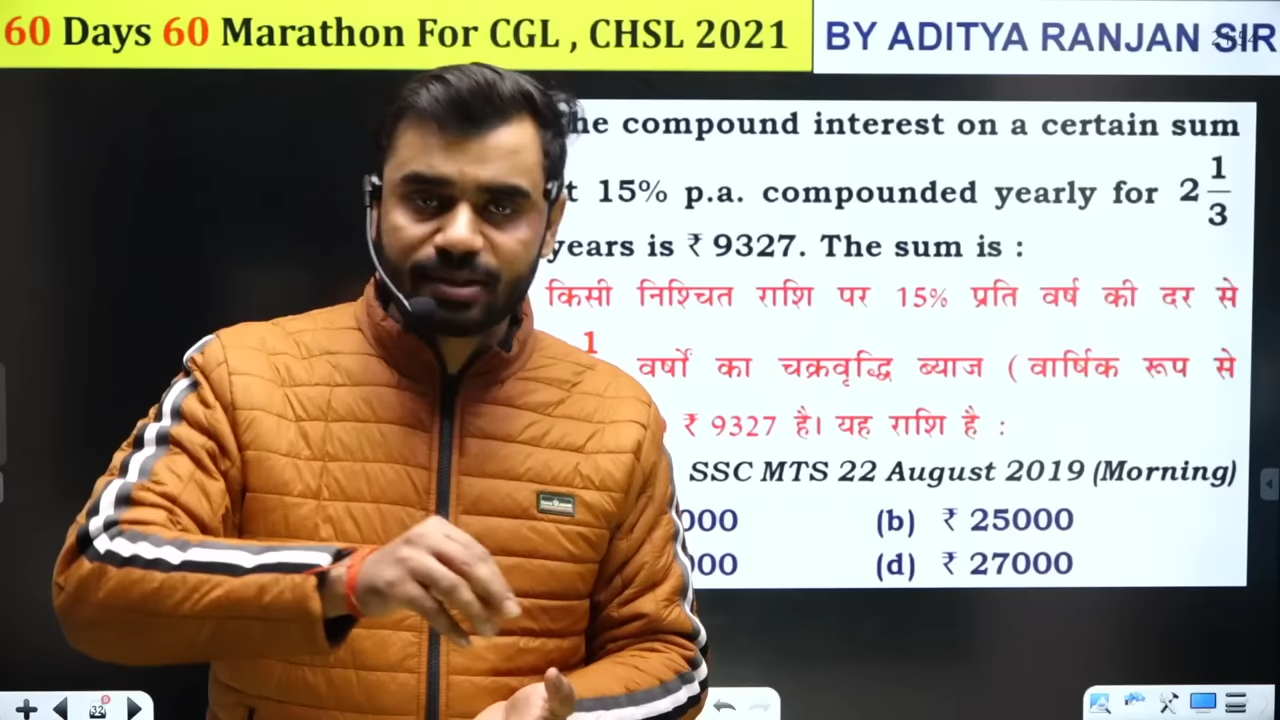 60 Days 60 Marathon For CGL , CHSL 2021
BY ADITYA RANJAN SIR
he compound interest on a certain sum
t 15% p.a. compounded yearly for 2 1/3
years is ₹ 9327. The sum is :
किसी निश्चित राशि पर 15% प्रति वर्ष की दर से
1 वर्षों का चक्रवृद्धि ब्याज ( वार्षिक रूप से
₹ 9327 है। यह राशि है :
SSC MTS 22 August 2019 (Morning)
000 (b) ₹ 25000
00 (d) ₹ 27000
32